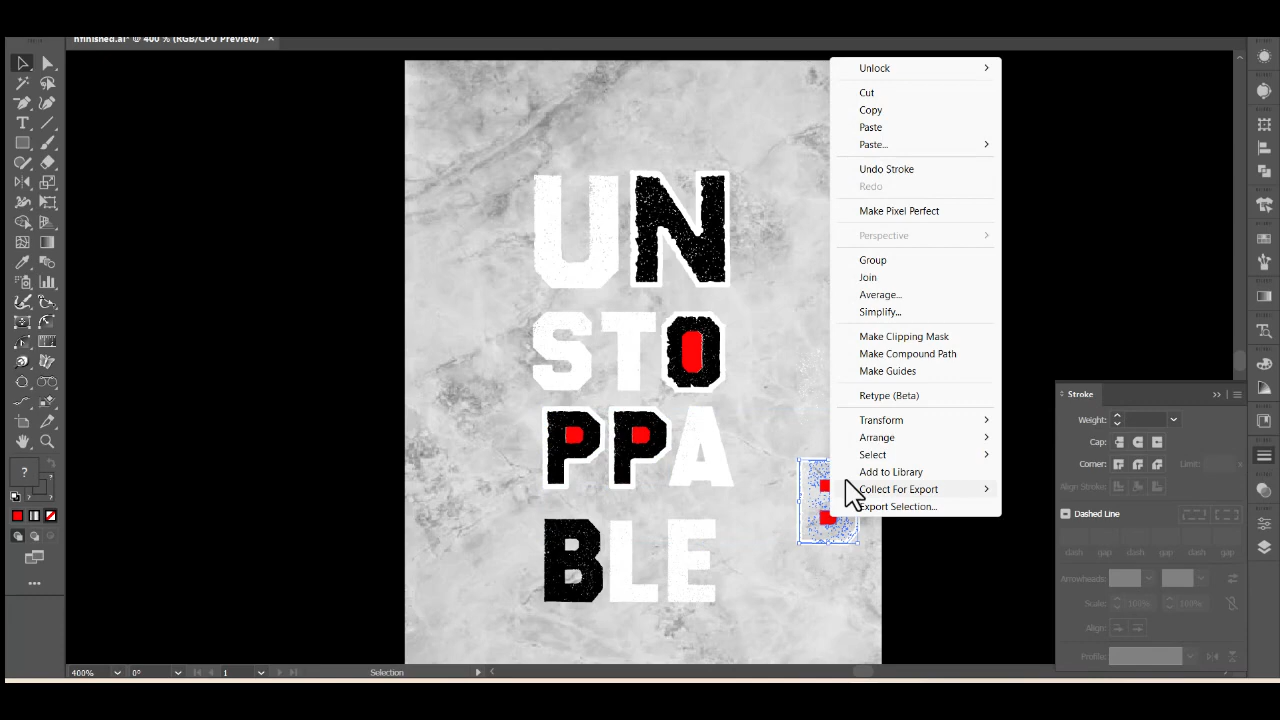 nfinished.ai* @ 400 % (RGB/CPU Preview) ×
Unlock
Cut
Copy
Paste
Paste...
Undo Stroke
Redo
Make Pixel Perfect
Perspective
Group
Join
Average...
Simplify...
Make Clipping Mask
Make Compound Path
Make Guides
Retype (Beta)
Transform
Arrange
Select
Add to Library
Collect For Export
Export Selection...
UN
STO
PPA
BLE
Stroke
Weight:
Cap:
Corner:
Limit:
Align Stroke:
Dashed Line
dash gap dash gap dash gap
Arrowheads:
Scale: 100% 100%
Align:
Profile:
?
400% 0° 1 Selection